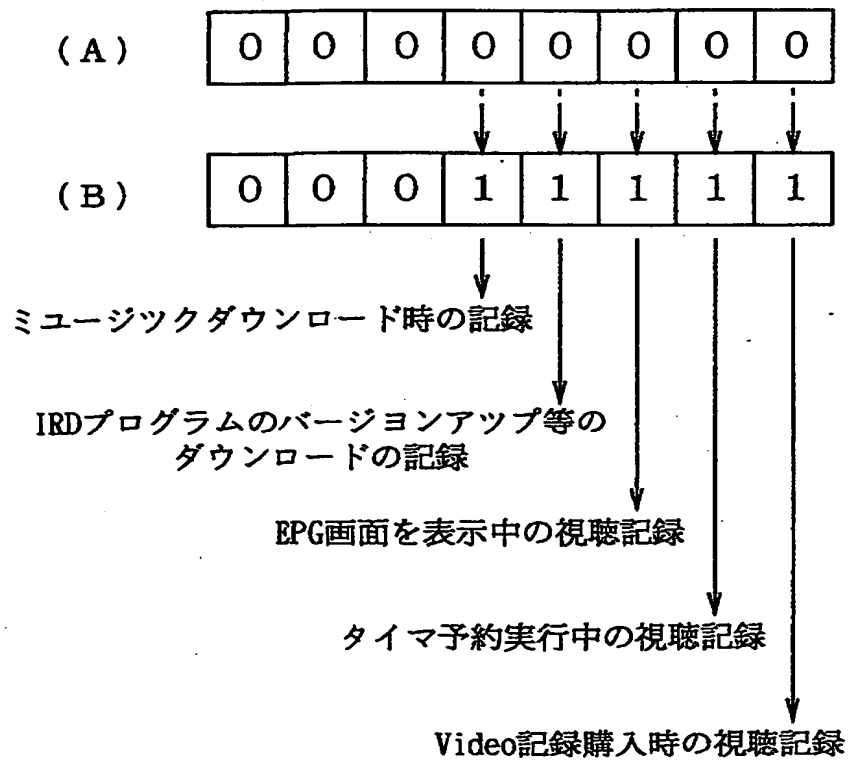 (A) 0 0 0 0 0 0 0 0
(B) 0 0 0 1 1 1 1 1
ミユージツクダウンロード時の記録
IRDプログラムのバージヨンアツプ等の
ダウンロードの記録
EPG画面を表示中の視聴記録
タイマ予約実行中の視聴記録
Video記録購入時の視聴記録